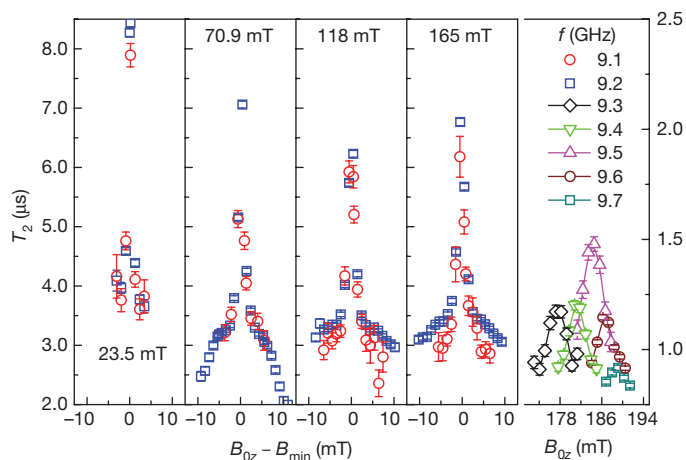 8.0
7.0
6.0
5.0
4.0
3.0
2.0
T2 (μs)
70.9 mT
118 mT
165 mT
23.5 mT
f (GHz)
9.1
9.2
9.3
9.4
9.5
9.6
9.7
2.5
2.0
1.5
1.0
−10 0 10 −10 0 10 −10 0 10 −10 0 10 178 186 194
B0z − Bmin (mT)
B0z (mT)